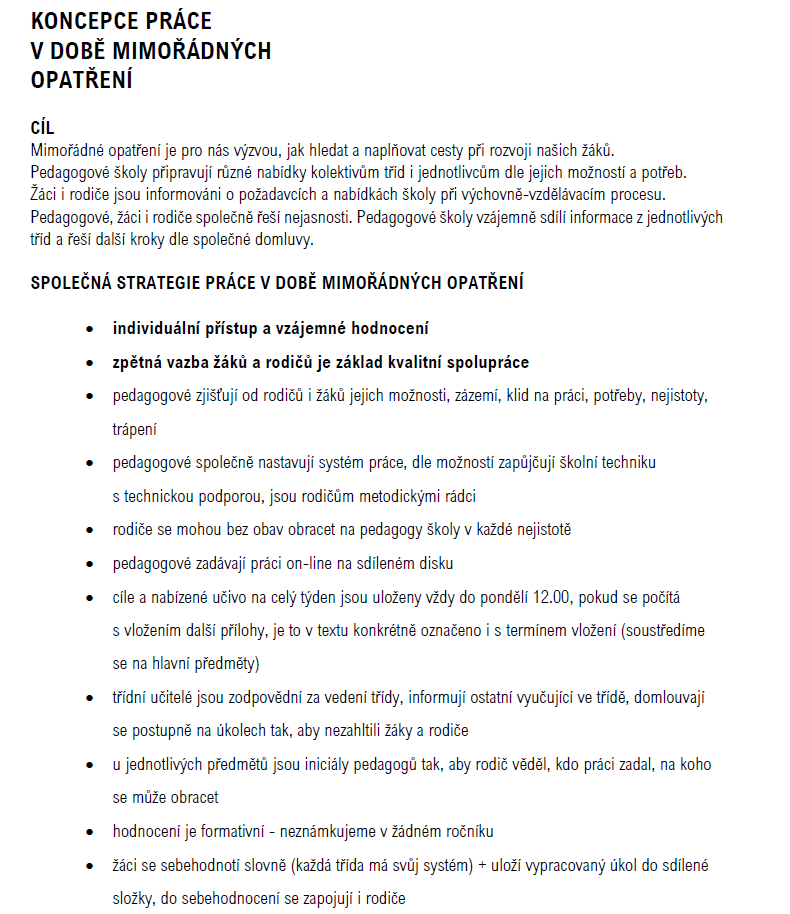 KONCEPCE PRÁCE
V DOBĚ MIMOŘÁDNÝCH
OPATŘENÍ
CÍL
Mimořádné opatření je pro nás výzvou, jak hledat a naplňovat cesty při rozvoji našich žáků.
Pedagogové školy připravují různé nabídky kolektivům tříd i jednotlivcům dle jejich možností a potřeb.
Žáci i rodiče jsou informováni o požadavcích a nabídkách školy při výchovně-vzdělávacím procesu.
Pedagogové, žáci i rodiče společně řeší nejasnosti. Pedagogové školy vzájemně sdílí informace z jednotlivých
tříd a řeší další kroky dle společné domluvy.
SPOLEČNÁ STRATEGIE PRÁCE V DOBĚ MIMOŘÁDNÝCH OPATŘENÍ
• individuální přístup a vzájemné hodnocení
• zpětná vazba žáků a rodičů je základ kvalitní spolupráce
• pedagogové zjišťují od rodičů i žáků jejich možnosti, zázemí, klid na práci, potřeby, nejistoty,
trápení
• pedagogové společně nastavují systém práce, dle možností zapůjčují školní techniku
s technickou podporou, jsou rodičům metodickými rádci
• rodiče se mohou bez obav obracet na pedagogy školy v každé nejistotě
• pedagogové zadávají práci on-line na sdíleném disku
• cíle a nabízené učivo na celý týden jsou uloženy vždy do pondělí 12.00, pokud se počítá
s vložením další přílohy, je to v textu konkrétně označeno i s termínem vložení (soustředíme
se na hlavní předměty)
• třídní učitelé jsou zodpovědní za vedení třídy, informují ostatní vyučující ve třídě, domlouvají
se postupně na úkolech tak, aby nezahltili žáky a rodiče
• u jednotlivých předmětů jsou iniciály pedagogů tak, aby rodič věděl, kdo práci zadal, na koho
se může obracet
• hodnocení je formativní - neznámkujeme v žádném ročníku
• žáci se sebehodnotí slovně (každá třída má svůj systém) + uloží vypracovaný úkol do sdílené
složky, do sebehodnocení se zapojují i rodiče